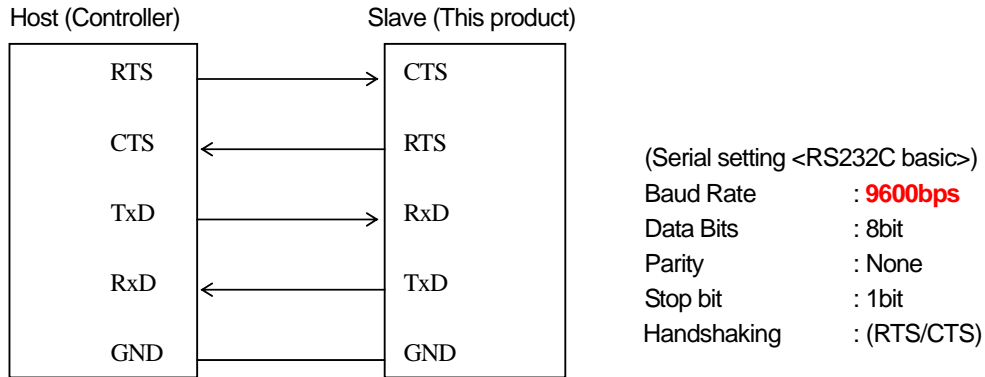 Host (Controller)
Slave (This product)
RTS
CTS
CTS
RTS
TxD
RxD
RxD
TxD
GND
GND
(Serial setting <RS232C basic>)
Baud Rate : 9600bps
Data Bits : 8bit
Parity : None
Stop bit : 1bit
Handshaking : (RTS/CTS)